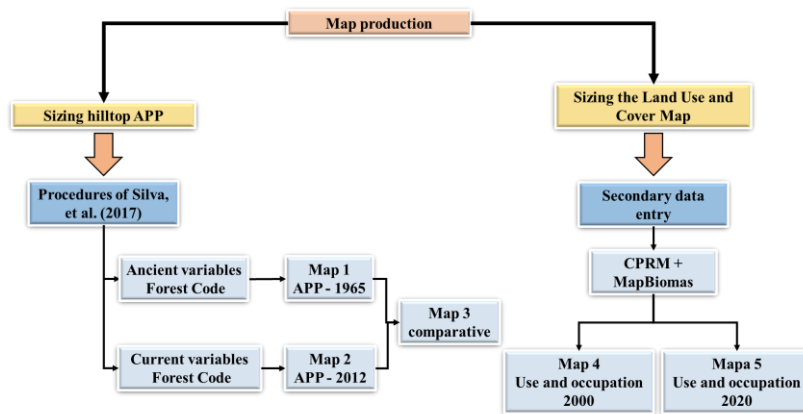 Map production
Sizing hilltop APP
Sizing the Land Use and
Cover Map
Procedures of Silva,
et al. (2017)
Secondary data
entry
Ancient variables
Forest Code
Map 1
APP - 1965
CPRM +
MapBiomas
Map 3
comparative
Current variables
Forest Code
Map 2
APP - 2012
Map 4
Use and occupation
2000
Mapa 5
Use and occupation
2020